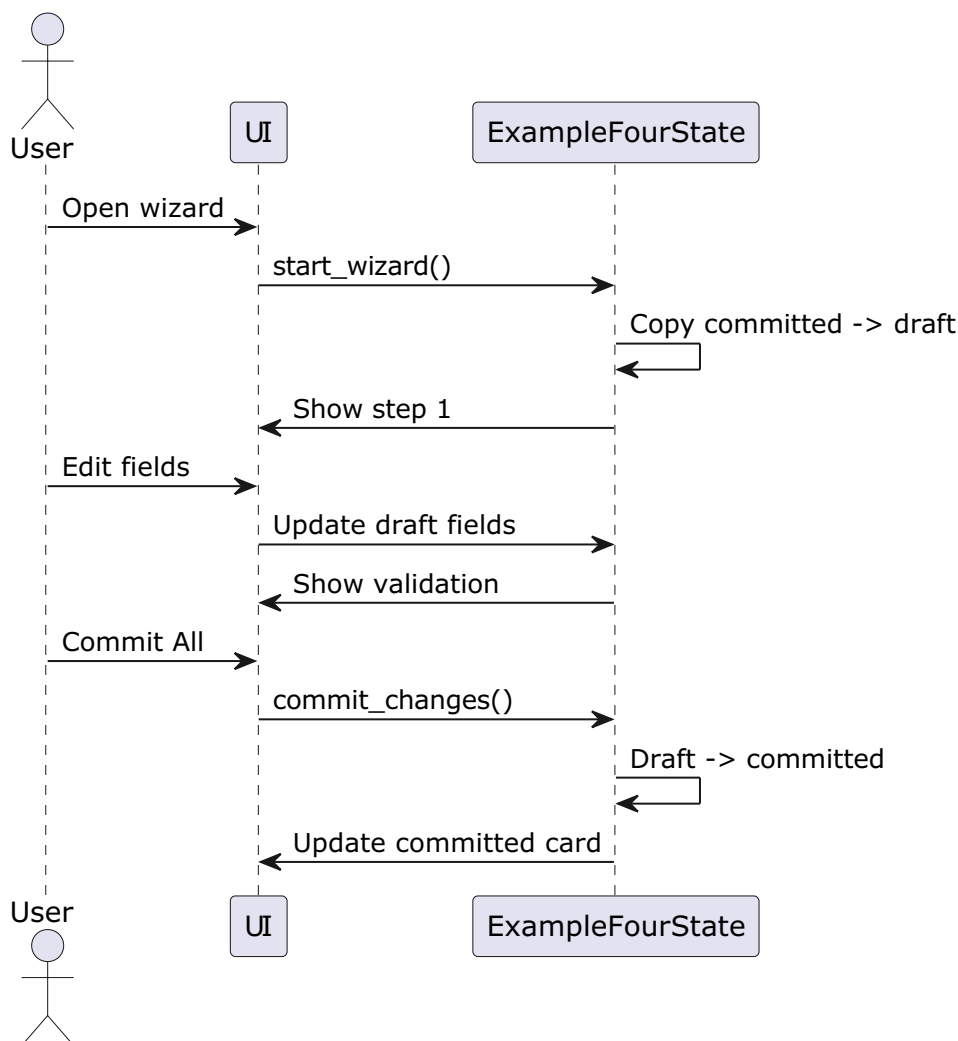 User
UI
ExampleFourState
Open wizard
start_wizard()
Copy committed -> draft
Show step 1
Edit fields
Update draft fields
Show validation
Commit All
commit_changes()
Draft -> committed
Update committed card
User
UI
ExampleFourState